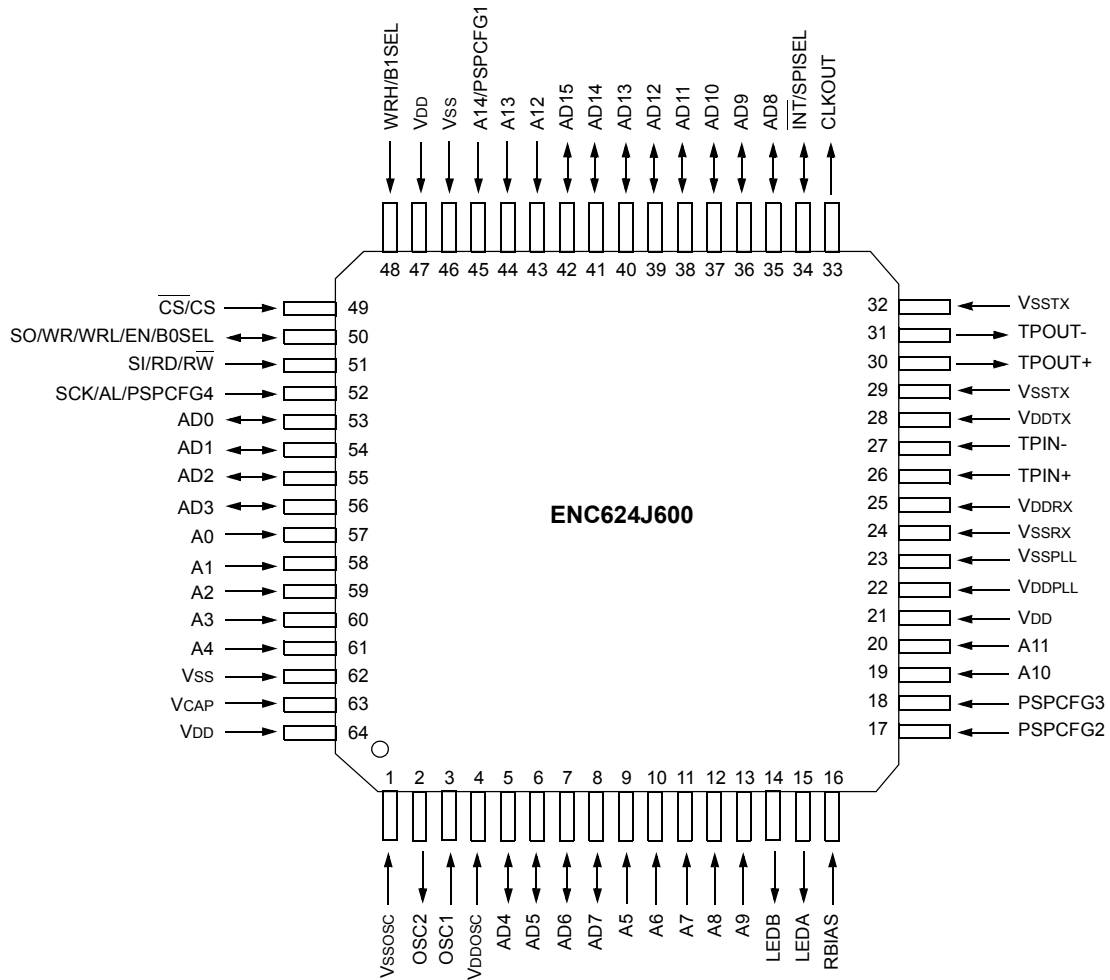 WRH/B1SEL
VDD
VSS
A14/PSPCFG1
A13
A12
AD15
AD14
AD13
AD12
AD11
AD10
AD9
AD8
INT/SPISEL
CLKOUT
48 47 46 45 44 43 42 41 40 39 38 37 36 35 34 33
CS/CS 49
SO/WR/WRL/EN/B0SEL 50
SI/RD/RW 51
SCK/AL/PSPCFG4 52
AD0 53
AD1 54
AD2 55
AD3 56
A0 57
A1 58
A2 59
A3 60
A4 61
VSS 62
VCAP 63
VDD 64
ENC624J600
32 VSSTX
31 TPOUT-
30 TPOUT+
29 VSSTX
28 VDDTX
27 TPIN-
26 TPIN+
25 VDDRX
24 VSSRX
23 VSSPLL
22 VDDPLL
21 VDD
20 A11
19 A10
18 PSPCFG3
17 PSPCFG2
1 2 3 4 5 6 7 8 9 10 11 12 13 14 15 16
VSSOSC
OSC2
OSC1
VDDOSC
AD4
AD5
AD6
AD7
A5
A6
A7
A8
A9
LEDB
LEDA
RBIAS